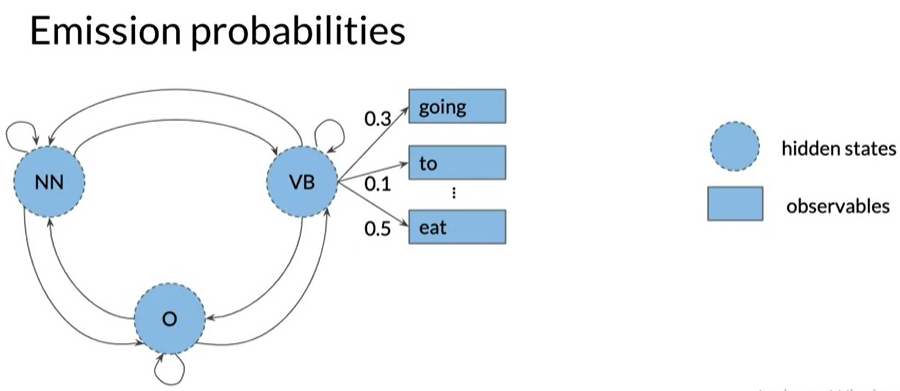 Emission probabilities
going
0.3
NN
VB
to
0.1
⋮
0.5
eat
O
hidden states
observables